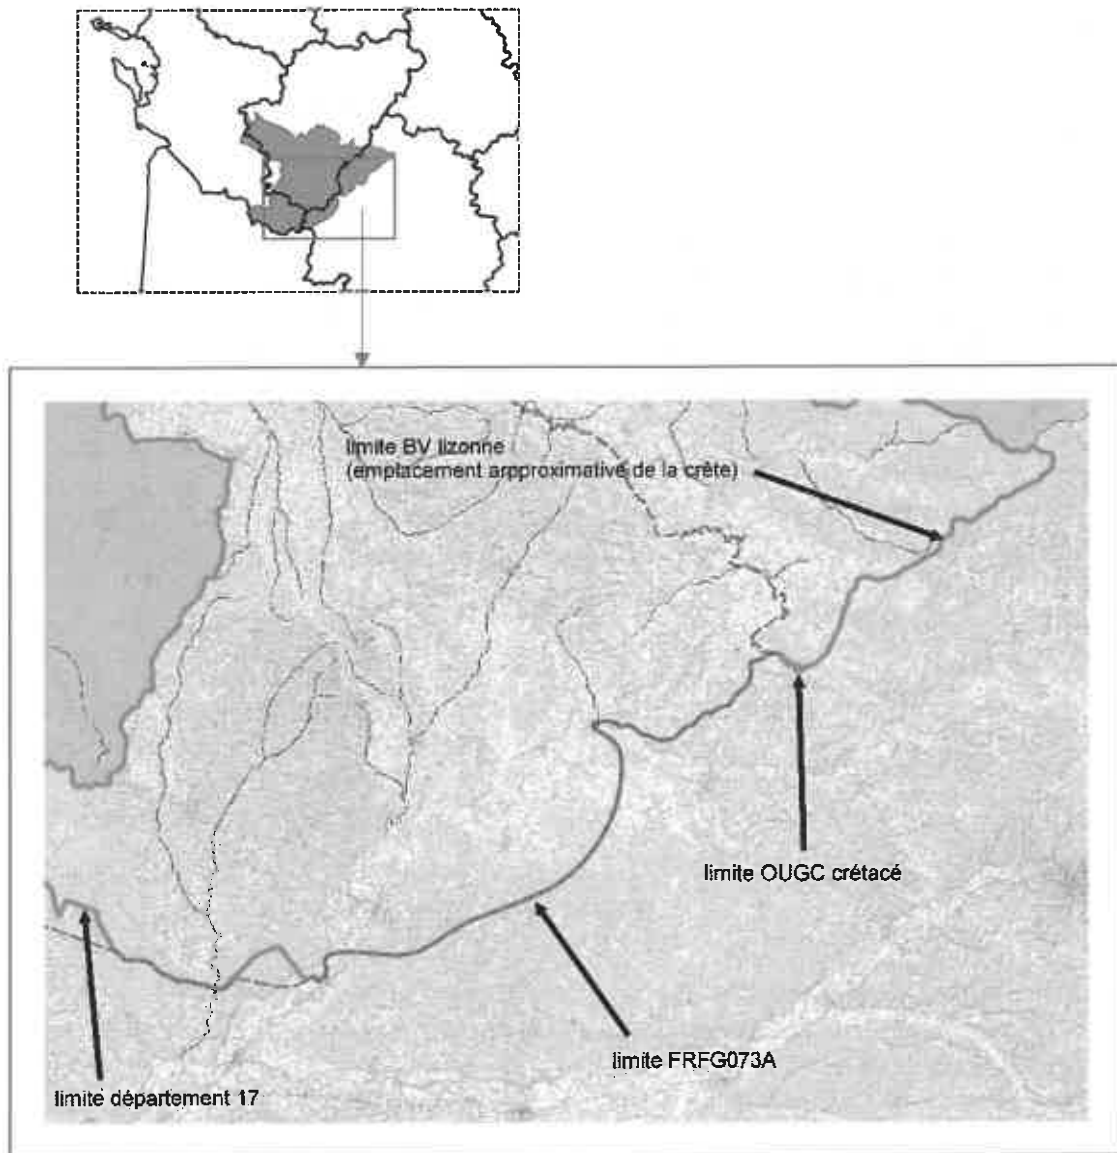 limite BV lizonne
(emplacement arpproximative de la crête)
limite OUGC crétacé
limite FRFG073A
limite département 17